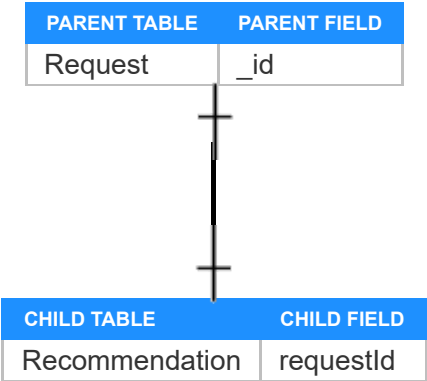 PARENT TABLE PARENT FIELD
Request _id
CHILD TABLE CHILD FIELD
Recommendation requestId